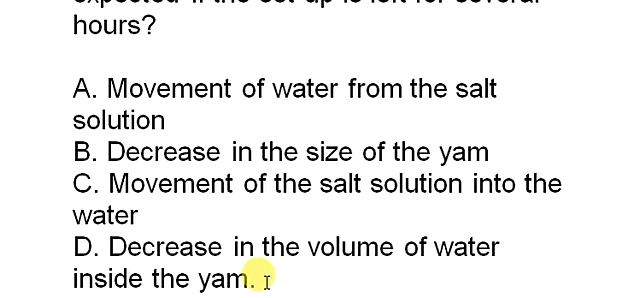 hours?
A. Movement of water from the salt
solution
B. Decrease in the size of the yam
C. Movement of the salt solution into the
water
D. Decrease in the volume of water
inside the yam.